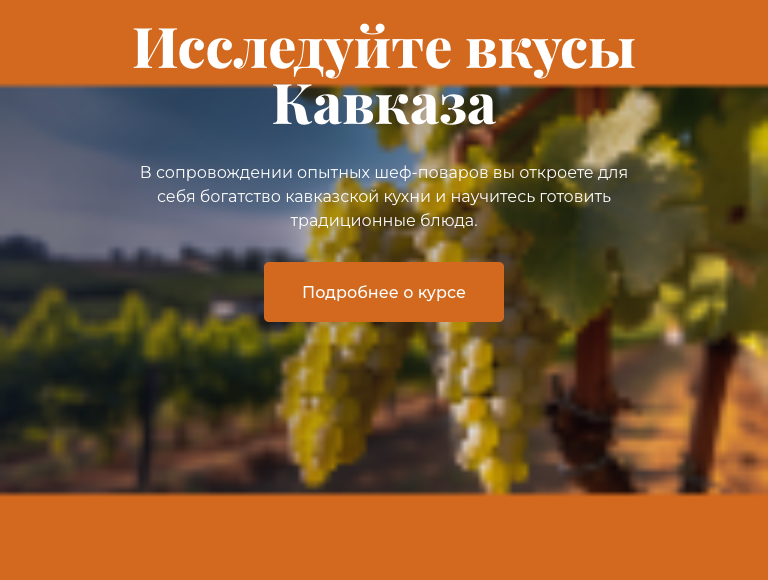 Исследуйте вкусы
Кавказа
В сопровождении опытных шеф-поваров вы откроете для
себя богатство кавказской кухни и научитесь готовить
традиционные блюда.
Подробнее о курсе